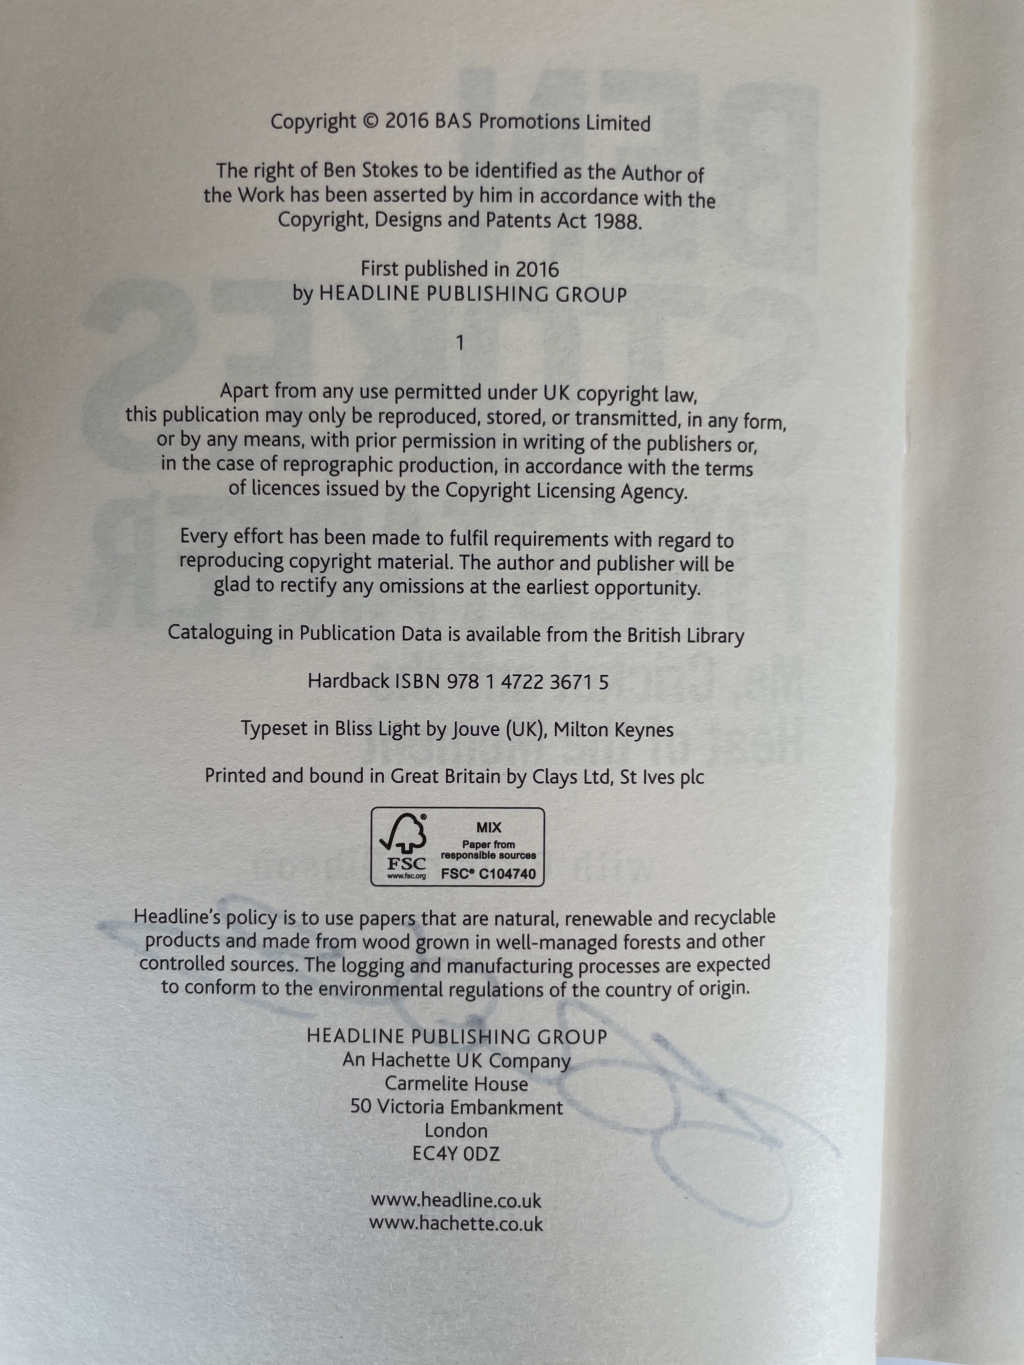 Copyright © 2016 BAS Promotions Limited
The right of Ben Stokes to be identified as the Author of
the Work has been asserted by him in accordance with the
Copyright, Designs and Patents Act 1988.
First published in 2016
by HEADLINE PUBLISHING GROUP
1
Apart from any use permitted under UK copyright law,
this publication may only be reproduced, stored, or transmitted, in any form,
or by any means, with prior permission in writing of the publishers or,
in the case of reprographic production, in accordance with the terms
of licences issued by the Copyright Licensing Agency.
Every effort has been made to fulfil requirements with regard to
reproducing copyright material. The author and publisher will be
glad to rectify any omissions at the earliest opportunity.
Cataloguing in Publication Data is available from the British Library
Hardback ISBN 978 1 4722 3671 5
Typeset in Bliss Light by Jouve (UK), Milton Keynes
Printed and bound in Great Britain by Clays Ltd, St Ives plc
MIX
Paper from
responsible sources
FSC® C104740
FSC
www.fsc.org
Headline's policy is to use papers that are natural, renewable and recyclable
products and made from wood grown in well-managed forests and other
controlled sources. The logging and manufacturing processes are expected
to conform to the environmental regulations of the country of origin.
HEADLINE PUBLISHING GROUP
An Hachette UK Company
Carmelite House
50 Victoria Embankment
London
EC4Y 0DZ
www.headline.co.uk
www.hachette.co.uk